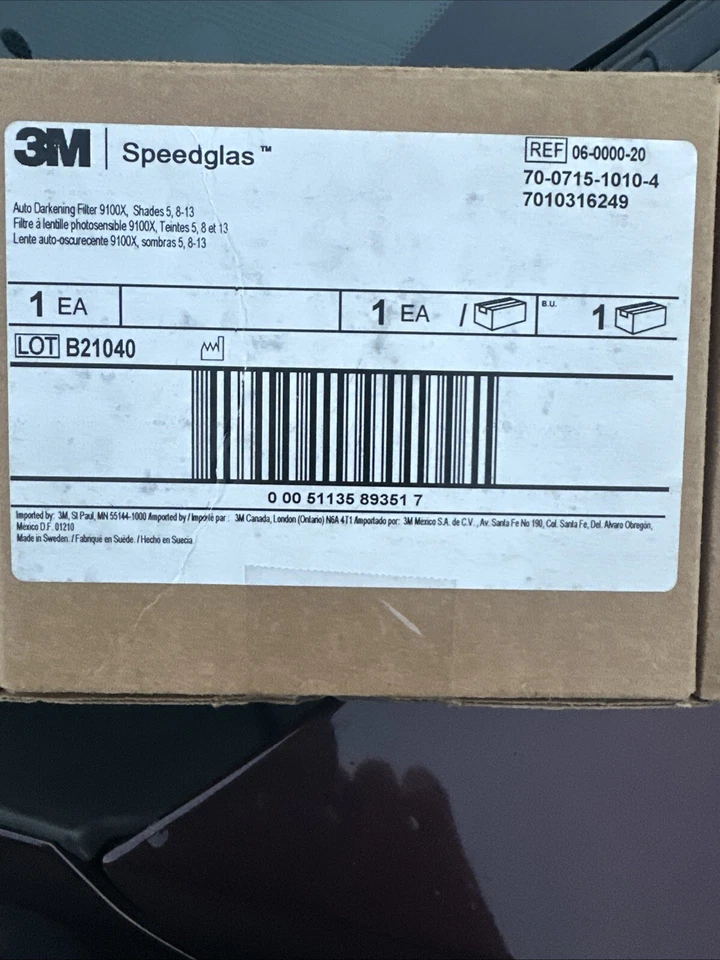 3M | Speedglas™
REF 06-0000-20
70-0715-1010-4
7010316249
Auto Darkening Filter 9100X, Shades 5, 8-13
Filtre à lentille photosensible 9100X, Teintes 5, 8 et 13
Lente auto-oscurecente 9100X, sombras 5, 8-13
1 EA
1 EA /
B.U. 1
LOT B21040
0 00 51135 89351 7
Imported by: 3M, St Paul, MN 55144-1000 /Imported by / Importé par : 3M Canada, London (Ontario) N6A 4T1 /Importado por: 3M Mexico S.A. de C.V. , Av. Santa Fe No 190, Col. Santa Fe, Del. Alvaro Obregón,
Mexico D.F. 01210
Made in Sweden. / Fabriqué en Suède. / Hecho en Suecia